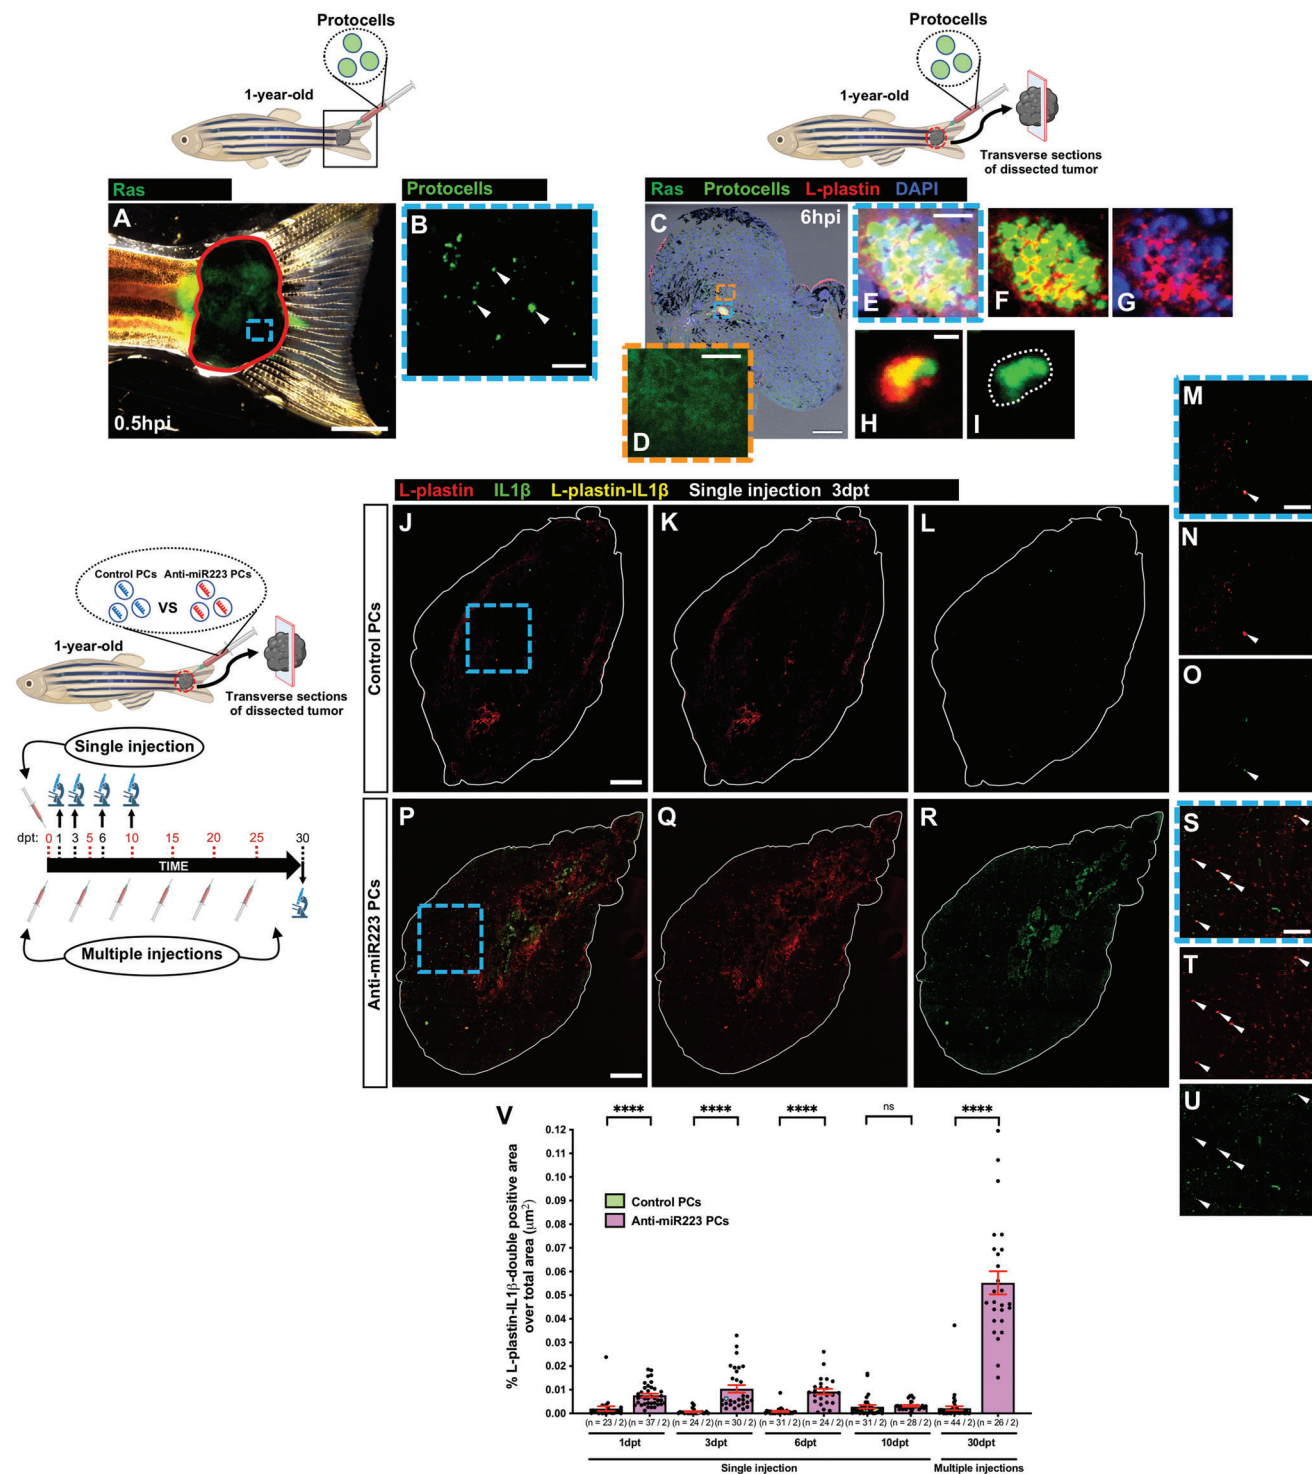 Protocells
1-year-old
Protocells
1-year-old
Transverse sections
of dissected tumor
Ras
Protocells
Ras Protocells L-plastin DAPI
A
0.5hpi
B
C
6hpi
D
E
F
G
H
I
L-plastin IL1β L-plastin-IL1β Single injection 3dpt
Control PCs
J
K
L
M
N
O
Control PCs Anti-miR223 PCs
VS
1-year-old
Transverse sections
of dissected tumor
Single injection
dpt: 0 1 3 5 6 10 15 20 25 30
TIME
Multiple injections
Anti-miR223 PCs
P
Q
R
S
T
U
V
**** **** **** ns ****
% L-plastin-IL1β-double positive area
over total area (μm²)
0.12
0.11
0.10
0.09
0.08
0.07
0.06
0.05
0.04
0.03
0.02
0.01
0.00
Control PCs
Anti-miR223 PCs
(n = 23 / 2) (n = 37 / 2) (n = 24 / 2) (n = 30 / 2) (n = 31 / 2) (n = 24 / 2) (n = 31 / 2) (n = 28 / 2) (n = 44 / 2) (n = 26 / 2)
1dpt 3dpt 6dpt 10dpt 30dpt
Single injection Multiple injections